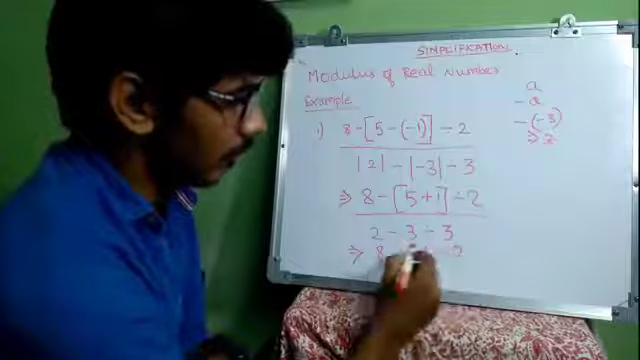 SIMPLIFICATION.
Modulus of Real Numbers
Example
1) 8 - [5 - (-1)] - 2
|2| - |-3| - 3
⇒ 8 - [5 + 1] - 2
2 - 3 - 3
⇒ 8
a
- a
- (-3)
⇒ 3